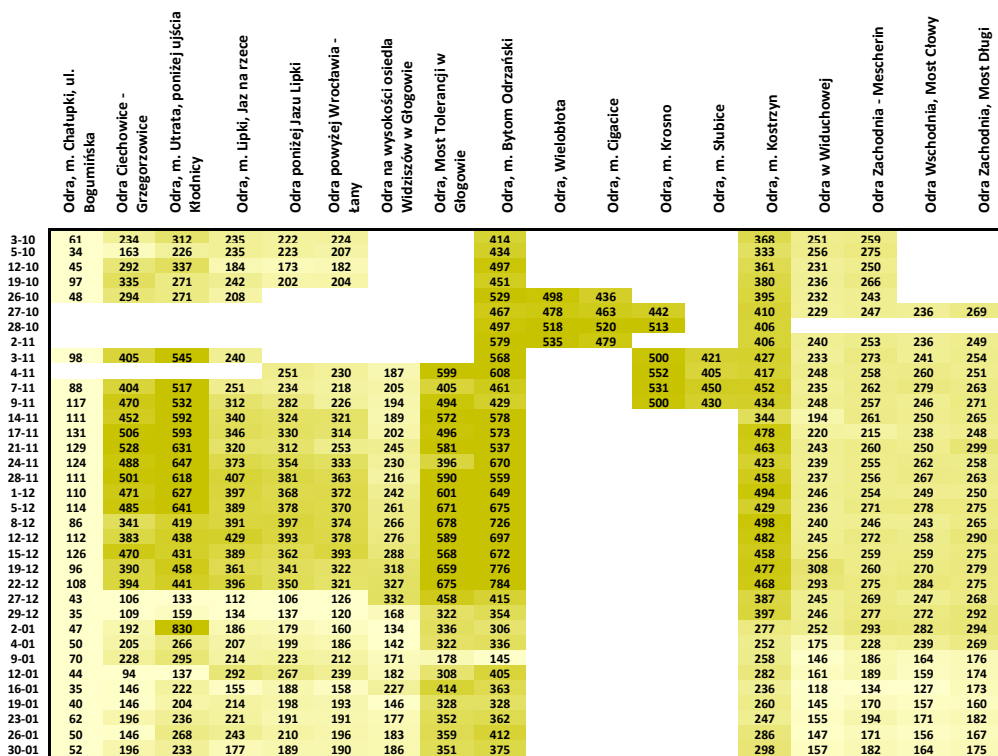 Odra, m. Chałupki, ul. Bogumińska
Odra Ciechowice - Grzegorzowice
Odra, m. Utrata, poniżej ujścia Kłodnicy
Odra, m. Lipki, Jaz na rzece
Odra poniżej Jazu Lipki
Odra powyżej Wrocławia - Łany
Odra na wysokości osiedla Widziszów w Głogowie
Odra, Most Tolerancji w Głogowie
Odra, m. Bytom Odrzański
Odra, Wielobłota
Odra, m. Cigacice
Odra, m. Krosno
Odra, m. Słubice
Odra, m. Kostrzyn
Odra w Widuchowej
Odra Zachodnia - Mescherin
Odra Wschodnia, Most Cłowy
Odra Zachodnia, Most Długi
3-10 61 234 312 235 222 224 414 368 251 259
5-10 34 163 226 235 223 207 434 333 256 275
12-10 45 292 337 184 173 182 497 361 231 250
19-10 97 335 271 242 202 204 451 380 236 266
26-10 48 294 271 208 529 498 436 395 232 243
27-10 467 478 463 442 410 229 247 236 269
28-10 497 518 520 513 406
2-11 579 535 479 406 240 253 236 249
3-11 98 405 545 240 568 500 421 427 233 273 241 254
4-11 251 230 187 599 608 552 405 417 248 258 260 251
7-11 88 404 517 251 234 218 205 405 461 531 450 452 235 262 279 263
9-11 117 470 532 312 282 226 194 494 429 500 430 434 248 257 246 271
14-11 111 452 592 340 324 321 189 572 578 344 194 261 250 265
17-11 131 506 593 346 330 314 202 496 573 478 220 215 238 248
21-11 129 528 631 320 312 253 245 581 537 463 243 260 250 299
24-11 124 488 647 373 354 333 230 396 670 423 239 255 262 258
28-11 111 501 618 407 381 363 216 590 559 458 237 256 267 263
1-12 110 471 627 397 368 372 242 601 649 494 246 254 249 250
5-12 114 485 641 389 378 370 261 671 675 429 236 271 278 275
8-12 86 341 419 391 397 374 266 678 726 498 240 246 243 265
12-12 112 383 438 429 393 378 276 589 697 482 245 272 258 290
15-12 126 470 431 389 362 393 288 568 672 458 256 259 259 275
19-12 96 390 458 361 341 322 318 659 776 477 308 260 270 279
22-12 108 394 441 396 350 321 327 675 784 468 293 275 284 275
27-12 43 106 133 112 106 126 332 458 415 387 245 269 247 268
29-12 35 109 159 134 137 120 168 322 354 397 246 277 272 292
2-01 47 192 830 186 179 160 134 336 306 277 252 293 282 294
4-01 50 205 266 207 199 186 142 322 336 252 175 228 239 269
9-01 70 228 295 214 223 212 171 178 145 258 146 186 164 176
12-01 44 94 137 292 267 239 182 308 405 282 161 189 159 174
16-01 35 146 222 155 188 158 227 414 363 236 118 134 127 173
19-01 40 146 204 214 198 193 146 328 328 260 145 170 157 160
23-01 62 196 236 221 191 191 177 352 362 247 155 194 171 182
26-01 50 146 268 243 210 196 183 359 412 286 147 171 156 167
30-01 52 196 233 177 189 190 186 351 375 298 157 182 164 175